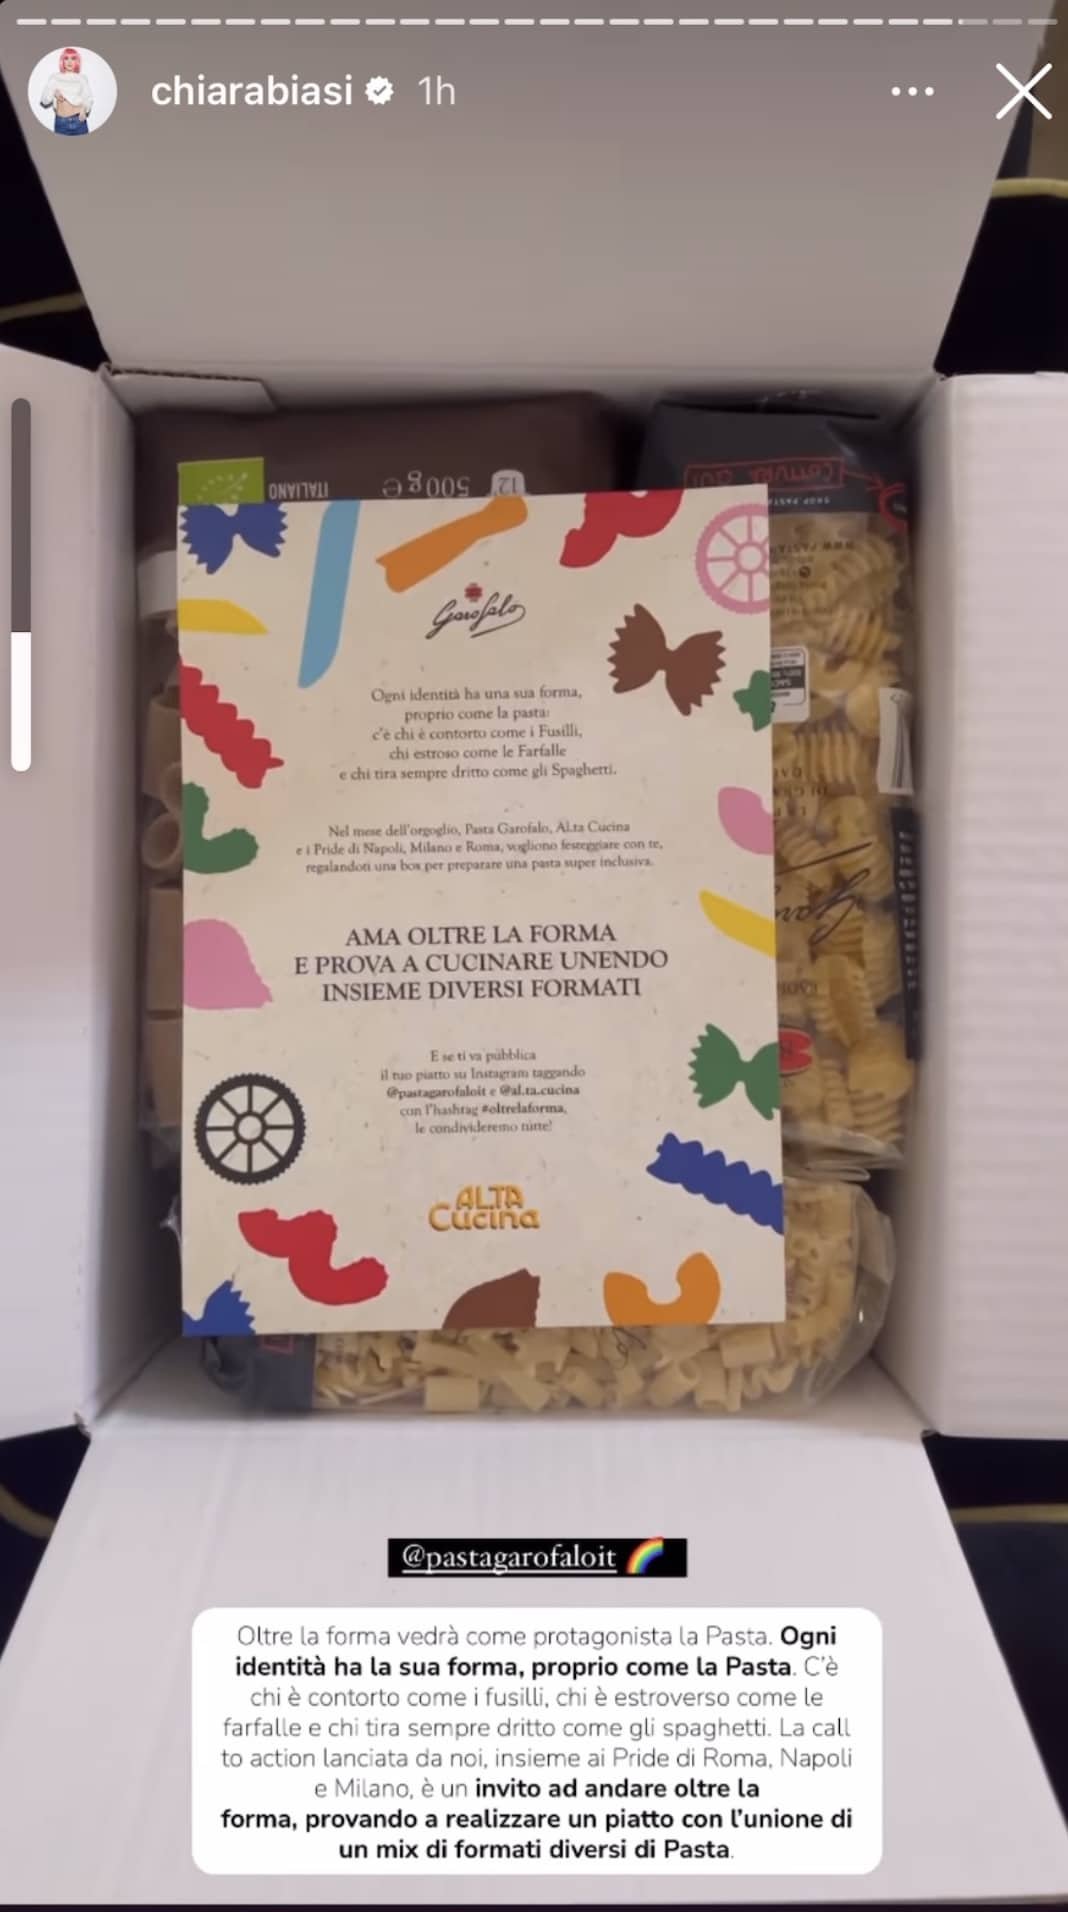 chiarabiasi 1h
ITALIANO 500 g e 12
COTTURA QUI
Garofalo
Ogni identità ha una sua forma,
proprio come la pasta:
c'è chi è contorto come i Fusilli,
chi estroso come le Farfalle
e chi tira sempre dritto come gli Spaghetti.
Nel mese dell'orgoglio, Pasta Garofalo, Al.ta Cucina
e i Pride di Napoli, Milano e Roma, vogliono festeggiare con te,
regalandoti una box per preparare una pasta super inclusiva.
AMA OLTRE LA FORMA
E PROVA A CUCINARE UNENDO
INSIEME DIVERSI FORMATI
E se ti va pubblica
il tuo piatto su Instagram taggando
@pastagarofaloit e @al.ta.cucina
con l'hashtag #oltrelaforma,
le condivideremo tutte!
ALTA
Cucina
@pastagarofaloit 🌈
Oltre la forma vedrà come protagonista la Pasta. Ogni
identità ha la sua forma, proprio come la Pasta. C'è
chi è contorto come i fusilli, chi è estroverso come le
farfalle e chi tira sempre dritto come gli spaghetti. La call
to action lanciata da noi, insieme ai Pride di Roma, Napoli
e Milano, è un invito ad andare oltre la
forma, provando a realizzare un piatto con l'unione di
un mix di formati diversi di Pasta.